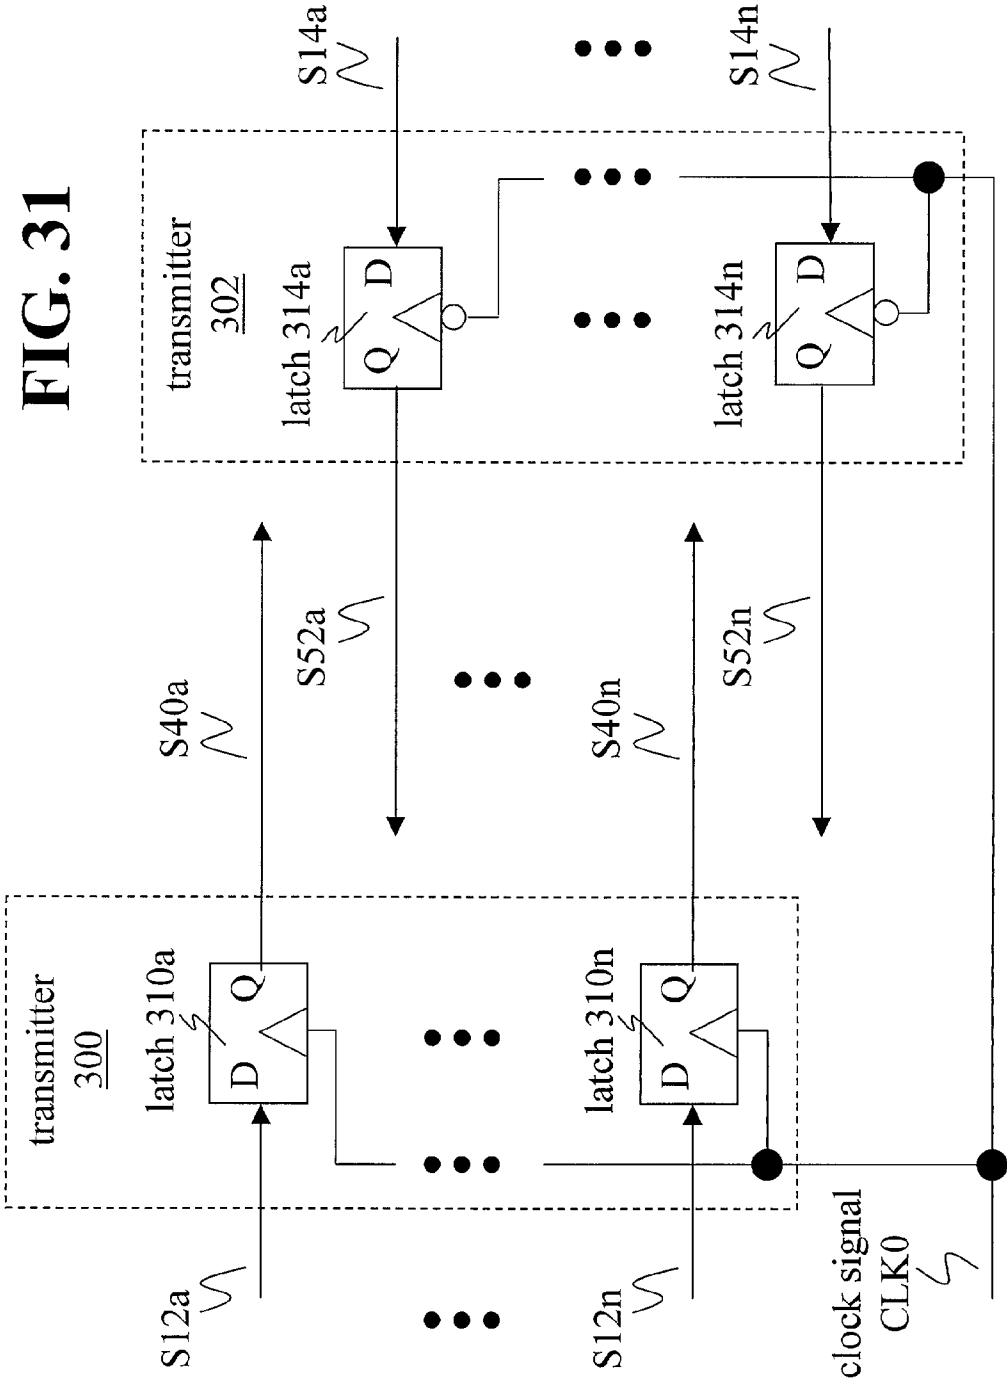 FIG. 31
transmitter
300
transmitter
302
S12a
latch 310a
D
Q
S40a
S52a
latch 314a
Q
D
S14a
S12n
latch 310n
D
Q
S40n
S52n
latch 314n
Q
D
S14n
clock signal
CLK0